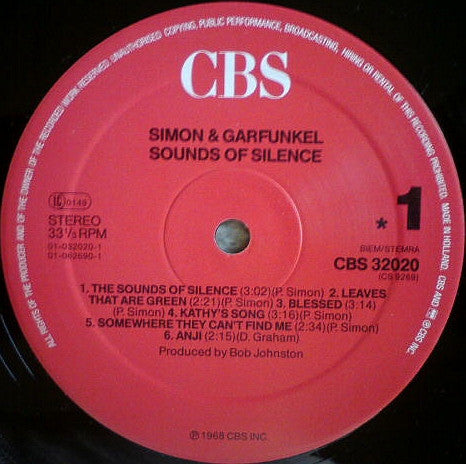 ALL RIGHTS OF THE PRODUCER AND OF THE OWNER OF THE RECORDED WORK RESERVED. UNAUTHORISED COPYING, PUBLIC PERFORMANCE, BROADCASTING, HIRING OR RENTAL OF THIS RECORDING PROHIBITED. MADE IN HOLLAND. CBS AND ℗ CBS INC.
CBS
SIMON & GARFUNKEL
SOUNDS OF SILENCE
0149
STEREO
33⅓ RPM
01-032020-1
01-062690-1
* 1
BIEM/STEMRA
CBS 32020
(CS 9269)
1. THE SOUNDS OF SILENCE (3:02)(P. Simon) 2. LEAVES
THAT ARE GREEN (2:21)(P. Simon) 3. BLESSED (3:14)
(P. Simon) 4. KATHY'S SONG (3:16)(P. Simon)
5. SOMEWHERE THEY CAN'T FIND ME (2:34)(P. Simon)
6. ANJI (2:15)(D. Graham)
Produced by Bob Johnston
℗ 1968 CBS INC.